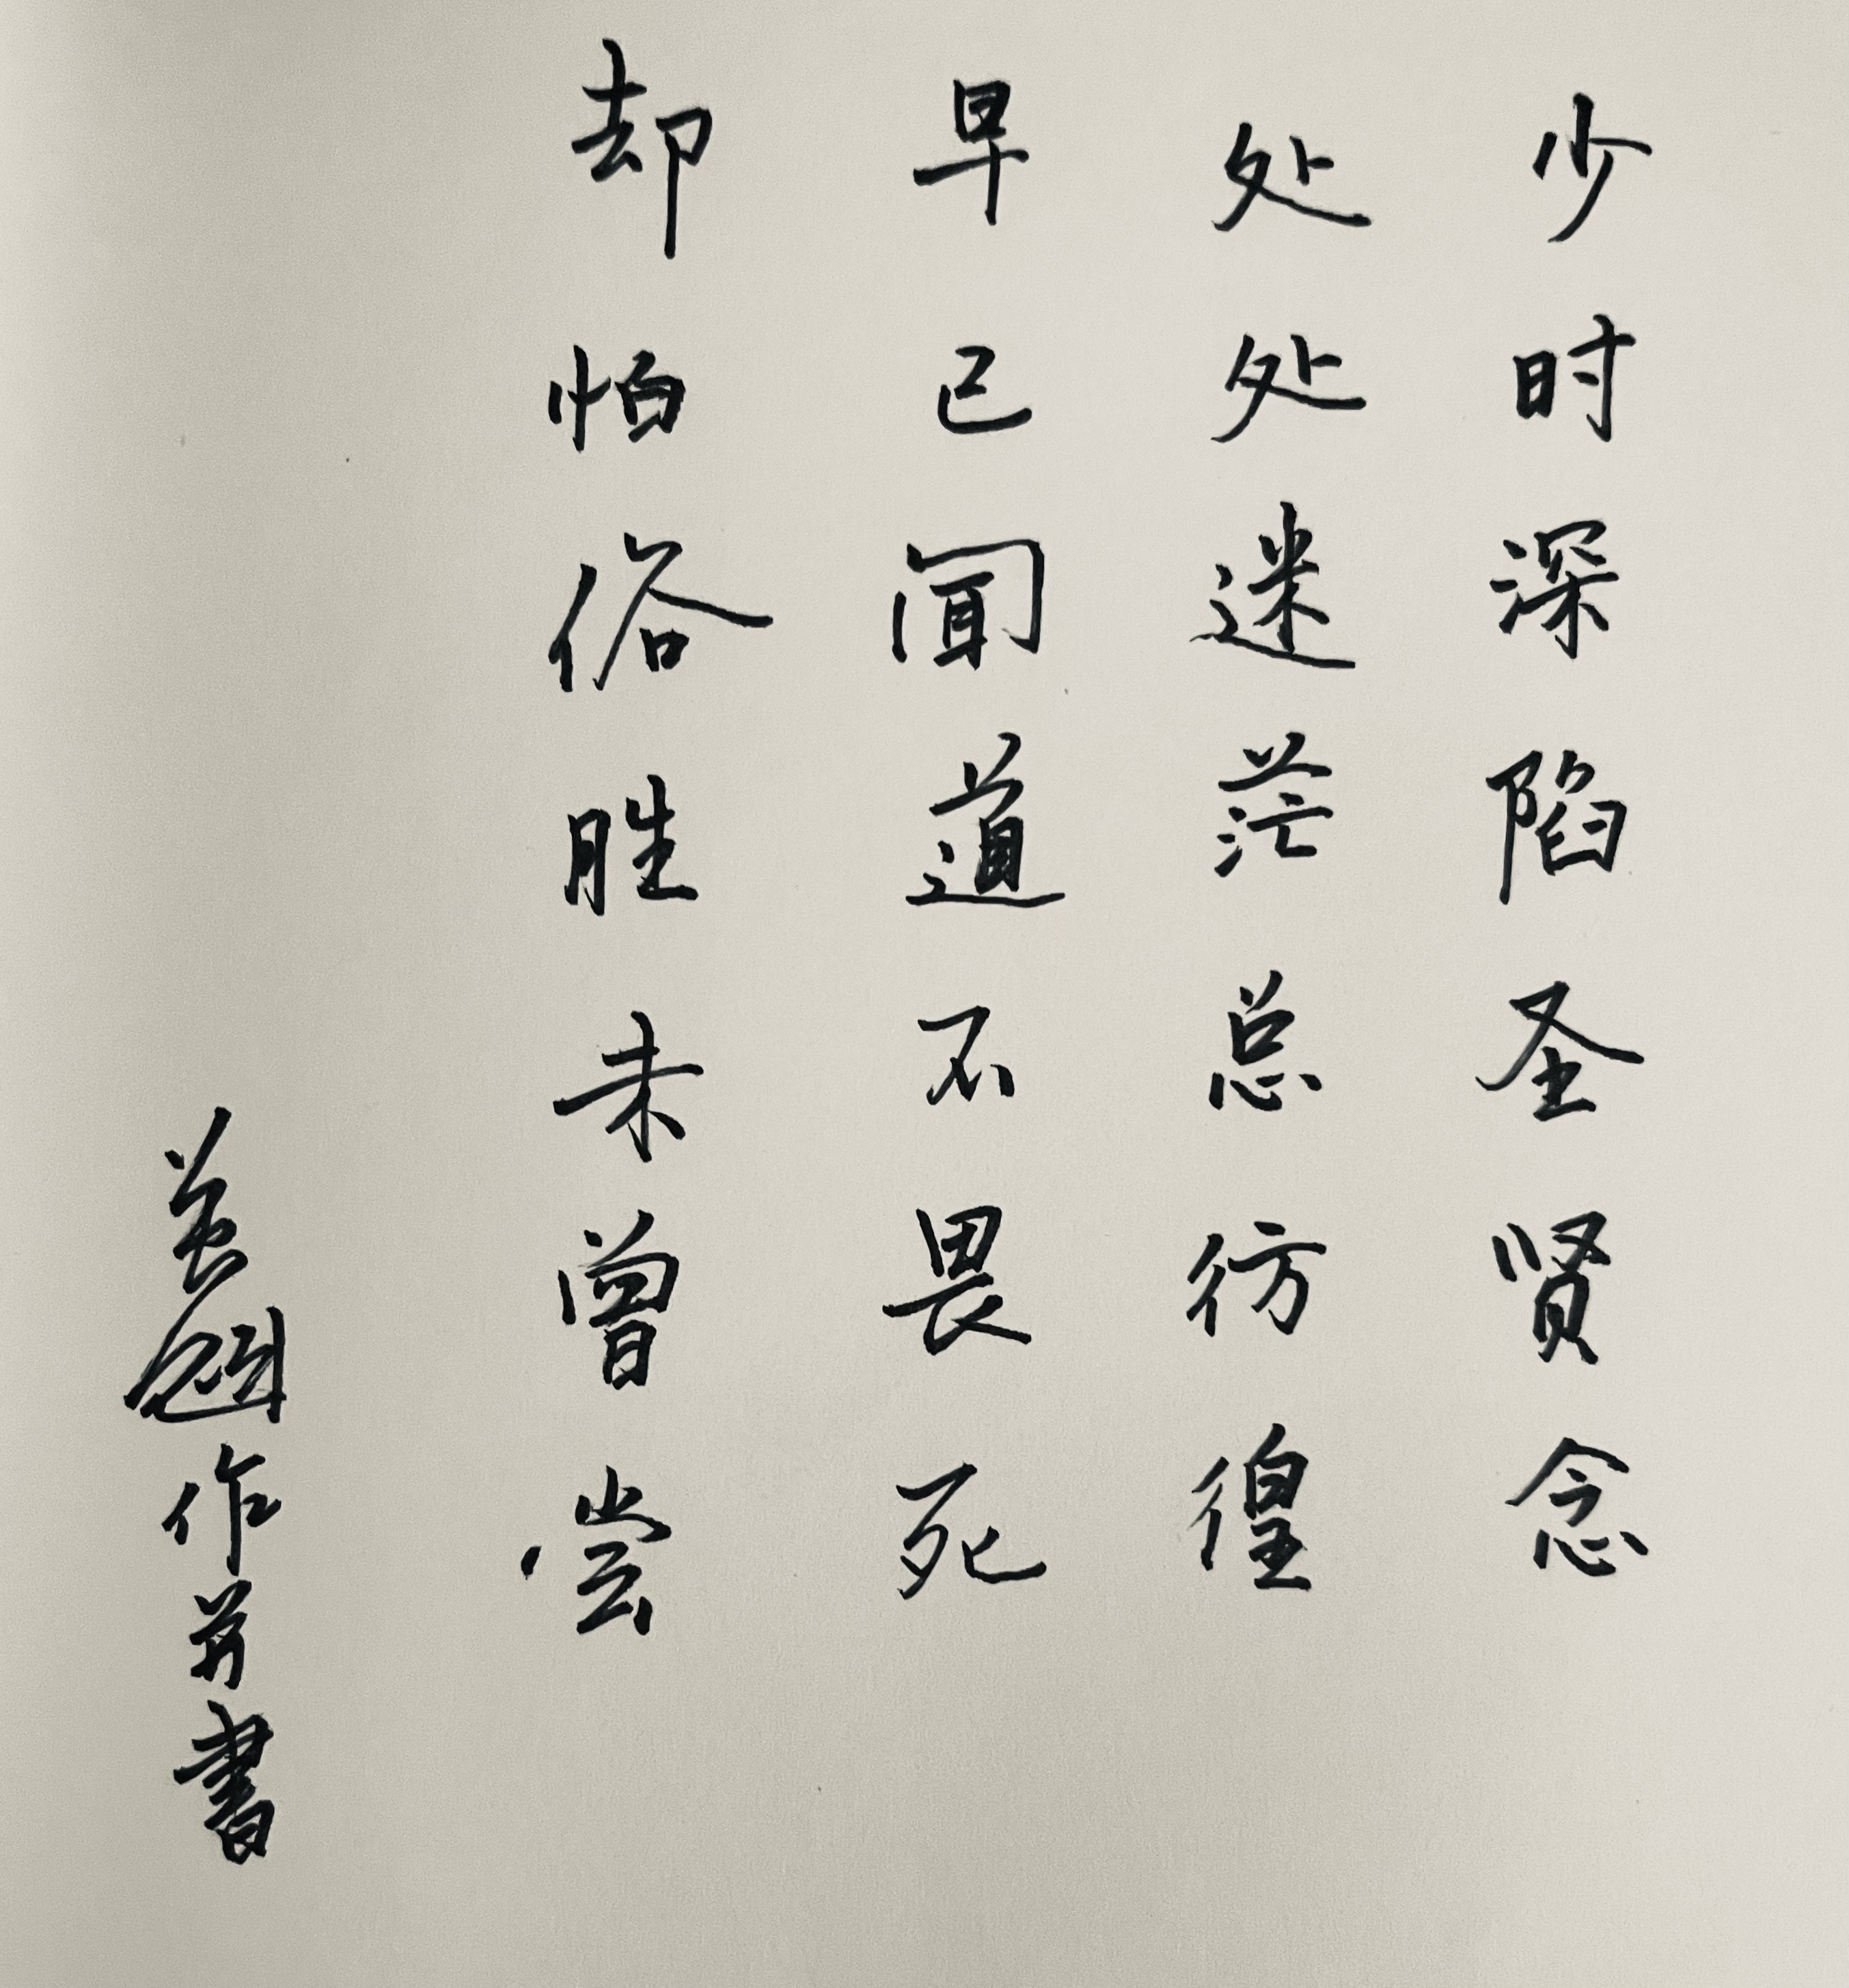 少时深陷圣贤念
处处迷茫总彷徨
早已闻道不畏死
却怕俗胜未曾尝
作并書